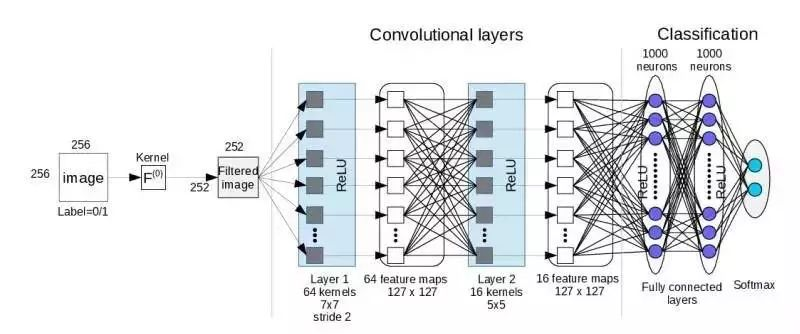 Convolutional layers
Classification
1000
neurons
1000
neurons
256
256
image
Label=0/1
Kernel
F(0)
252
252
Filtered
image
ReLU
Layer 1
64 kernels
7x7
stride 2
64 feature maps
127 x 127
ReLU
Layer 2
16 kernels
5x5
16 feature maps
127 x 127
ReLU
ReLU
Fully connected
layers
Softmax